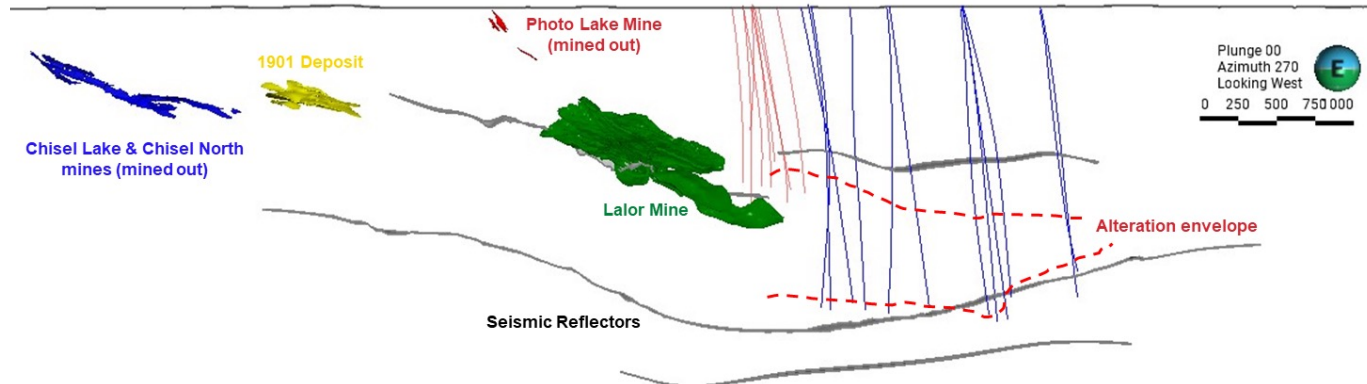 Photo Lake Mine
(mined out)
1901 Deposit
Plunge 00
Azimuth 270
Looking West
E
0 250 500 750 1000
Chisel Lake & Chisel North
mines (mined out)
Lalor Mine
Alteration envelope
Seismic Reflectors